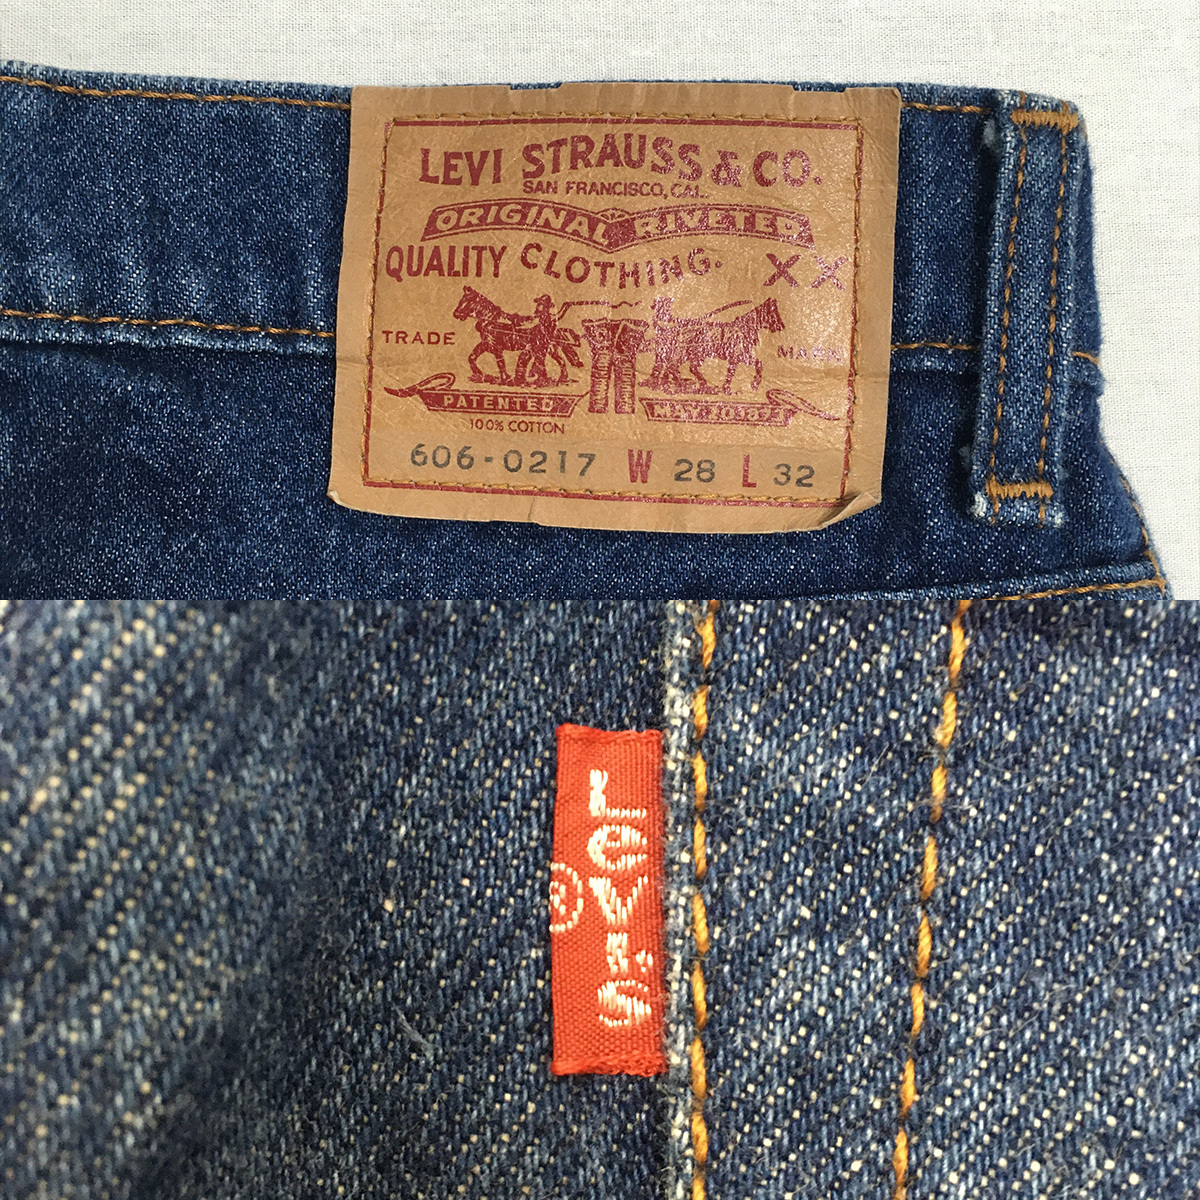 LEVI STRAUSS & CO.
SAN FRANCISCO, CAL.
ORIGINAL RIVETED
QUALITY CLOTHING. XX
TRADE MARK
PATENTED MAY 20 1873
100% COTTON
606-0217 W 28 L 32
Levi's
®